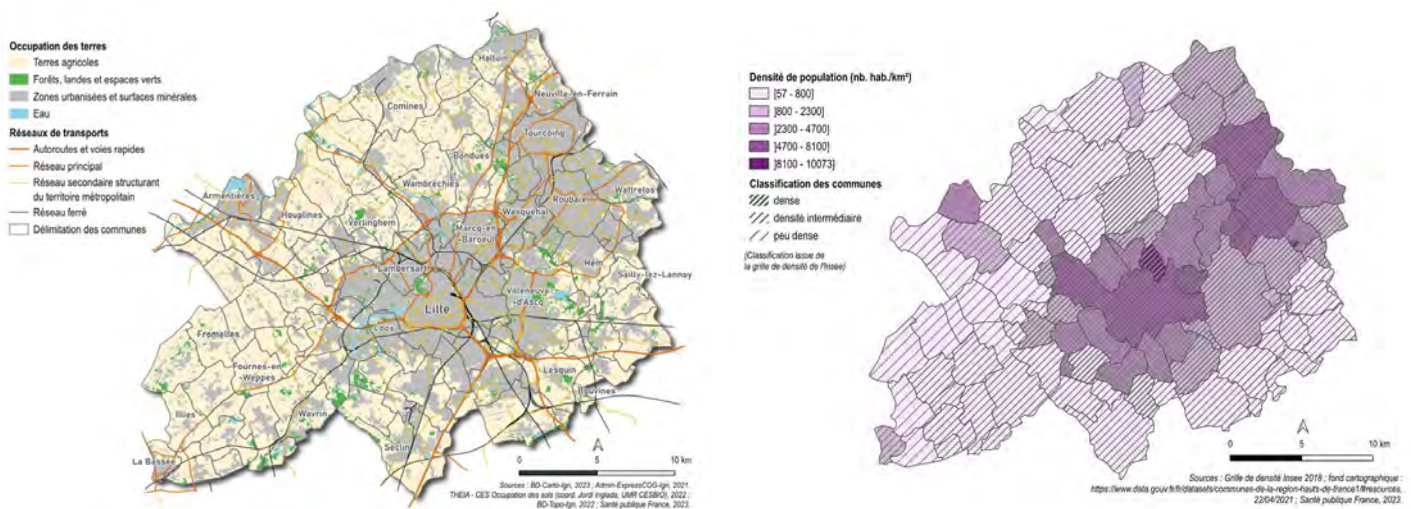 Occupation des terres
Terres agricoles
Forêts, landes et espaces verts
Zones urbanisées et surfaces minérales
Eau
Réseaux de transports
Autoroutes et voies rapides
Réseau principal
Réseau secondaire structurant
du territoire métropolitain
Réseau ferré
Délimitation des communes
Halluin
Neuville-en-Ferrain
Comines
Tourcoing
Bondues
Wambrechies
Wattrelos
Armentières
Roubaix
Houplines
Wasquehal
Verlinghem
Marcq-en
-Barœul
Hem
Lambersart
Sailly-lez-Lannoy
Villeneuve
-d'Ascq
Lille
Loos
Fromelles
Fournes-en
-Weppes
Lesquin
Bouvines
Illies
Wavrin
Seclin
La Bassée
0 5 10 km
Sources : BD-Carto-Ign, 2023 ; Admin-ExpressCOG-Ign, 2021.
THEIA - CES Occupation des sols (coord. Jordi Inglada, UMR CESBIO), 2022 ;
BD-Topo-Ign, 2022 ; Santé publique France, 2023.
Densité de population (nb. hab./km²)
[57 - 800]
]800 - 2300]
]2300 - 4700]
]4700 - 8100]
]8100 - 10073]
Classification des communes
dense
densité intermédiaire
peu dense
(Classification issue de
la grille de densité de l'Insee)
0 5 10 km
Sources : Grille de densité Insee 2018 ; fond cartographique :
https://www.data.gouv.fr/fr/datasets/communes-de-la-region-hauts-de-france1/#resources,
22/04/2021 ; Santé publique France, 2023.